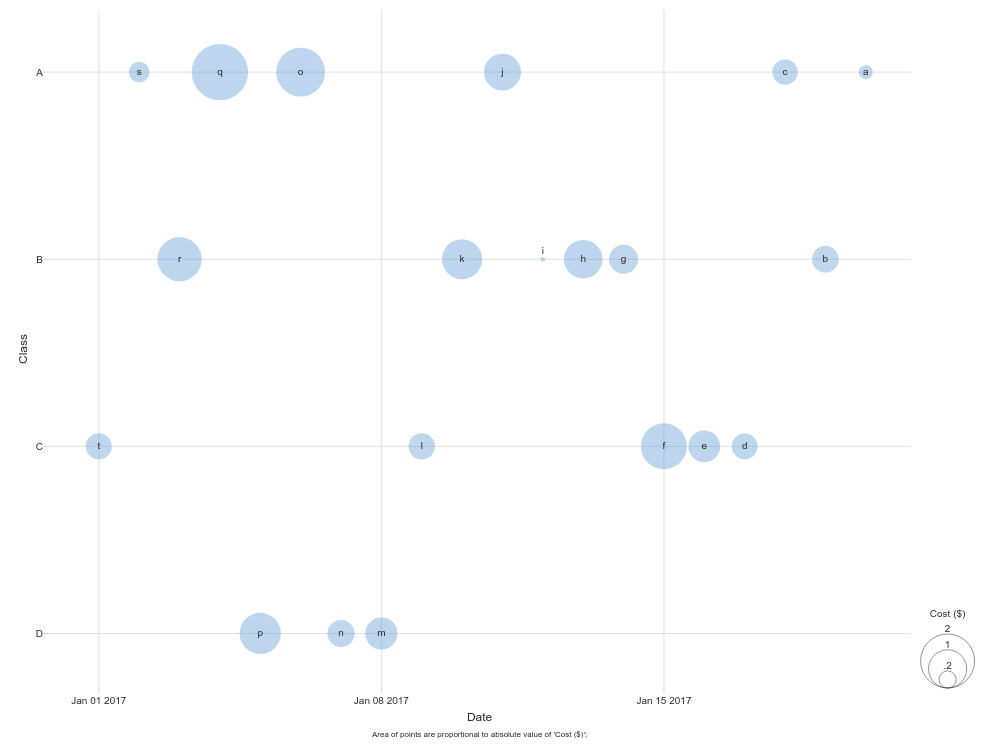 A
s
q
o
j
c
a
B
r
k
i
h
g
b
Class
C
t
l
f
e
d
D
p
n
m
Cost ($)
2
1
.2
Jan 01 2017
Jan 08 2017
Jan 15 2017
Date
Area of points are proportional to absolute value of 'Cost ($)';